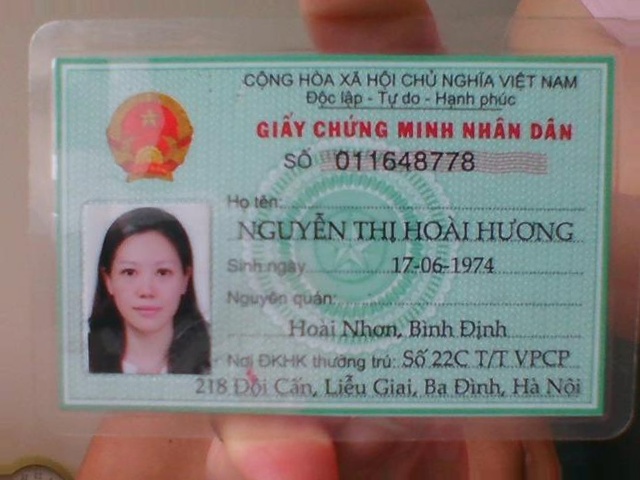 CỘNG HÒA XÃ HỘI CHỦ NGHĨA VIỆT NAM
Độc lập - Tự do - Hạnh phúc
GIẤY CHỨNG MINH NHÂN DÂN
SỐ 011648778
Họ tên:
NGUYỄN THỊ HOÀI HƯƠNG
Sinh ngày 17-06-1974
Nguyên quán:
Hoài Nhơn, Bình Định
Nơi ĐKHK thường trú: Số 22C T/T VPCP
218 Đội Cấn, Liễu Giai, Ba Đình, Hà Nội